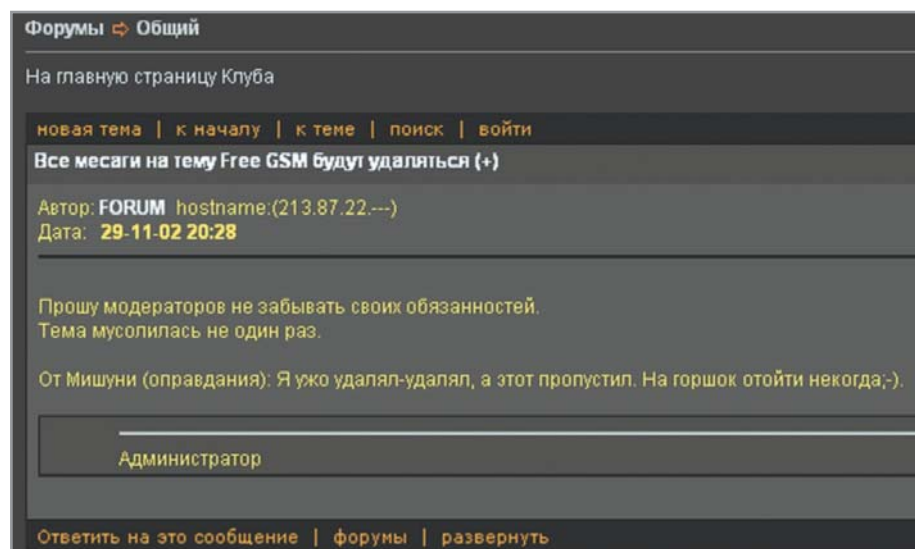 Форумы ⇨ Общий
На главную страницу Клуба
новая тема | к началу | к теме | поиск | войти
Все месаги на тему Free GSM будут удаляться (+)
Автор: FORUM hostname:(213.87.22.---)
Дата: 29-11-02 20:28
Прошу модераторов не забывать своих обязанностей.
Тема мусолилась не один раз.
От Мишуни (оправдания): Я ужо удалял-удалял, а этот пропустил. На горшок отойти некогда;-).
Администратор
Ответить на это сообщение | форумы | развернуть